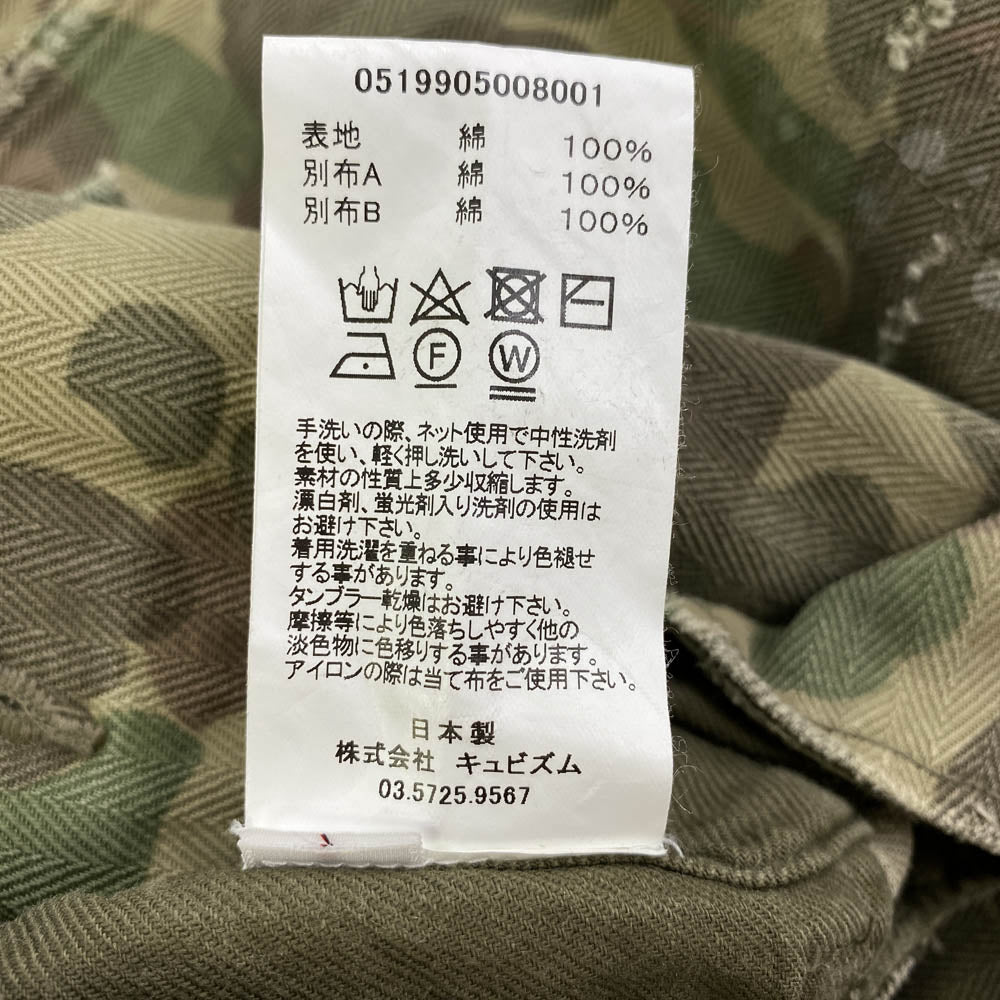 0519905008001
表地 綿 100%
別布A 綿 100%
別布B 綿 100%
F W
手洗いの際、ネット使用で中性洗剤
を使い、軽く押し洗いして下さい。
素材の性質上多少収縮します。
漂白剤、蛍光剤入り洗剤の使用は
お避け下さい。
着用洗濯を重ねる事により色褪せ
する事があります。
タンブラー乾燥はお避け下さい。
摩擦等により色落ちしやすく他の
淡色物に色移りする事があります。
アイロンの際は当て布をご使用下さい。
日本製
株式会社 キュビズム
03.5725.9567